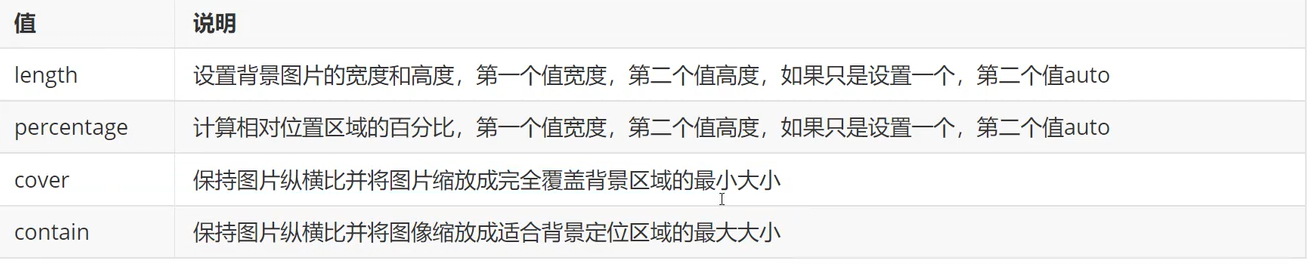 值 说明
length 设置背景图片的宽度和高度，第一个值宽度，第二个值高度，如果只是设置一个，第二个值auto
percentage 计算相对位置区域的百分比，第一个值宽度，第二个值高度，如果只是设置一个，第二个值auto
cover 保持图片纵横比并将图片缩放成完全覆盖背景区域的最小大小
contain 保持图片纵横比并将图像缩放成适合背景定位区域的最大大小